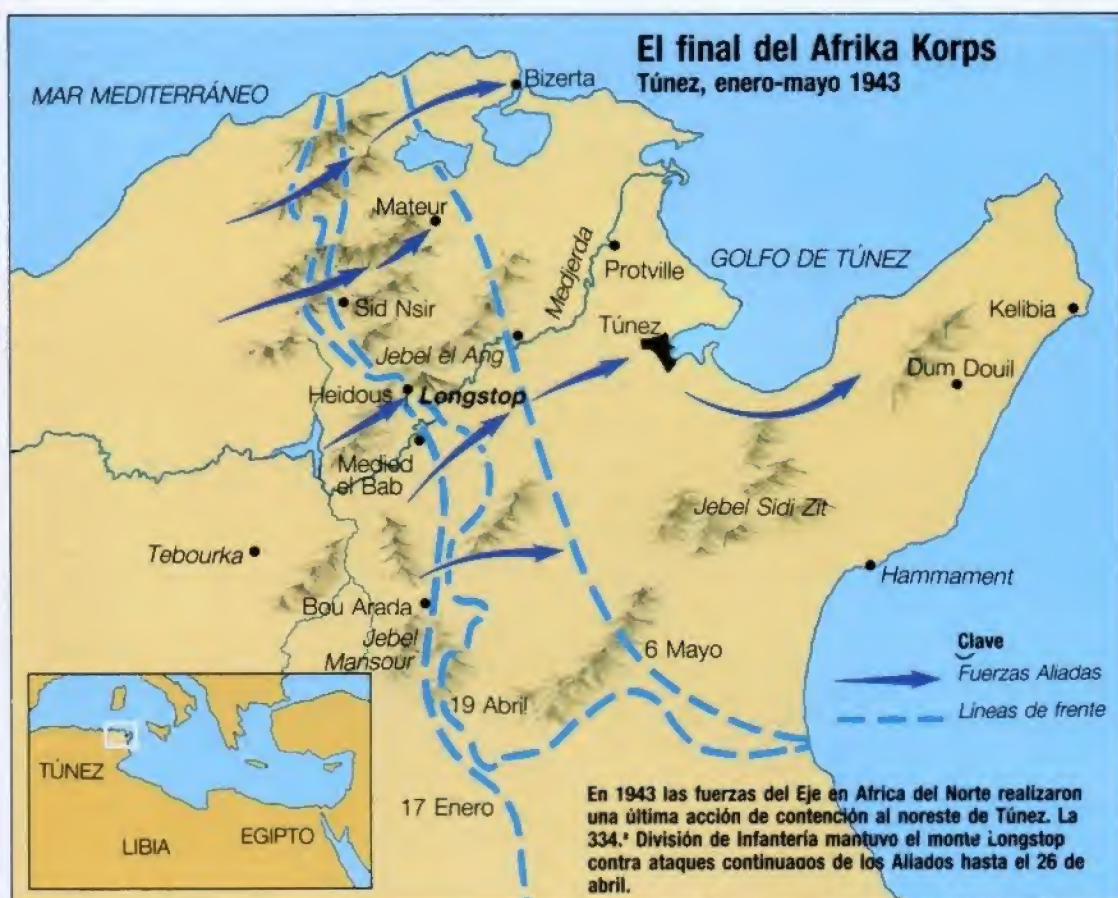 El final del Afrika Korps
Túnez, enero-mayo 1943
MAR MEDITERRÁNEO
Bizerta
Mateur
Medjerda
Protville
GOLFO DE TÚNEZ
Sid Nsir
Túnez
Kelibia
Jebel el Ang
Dum Douil
Heidous
Longstop
Medied
el Bab
Jebel Sidi Zit
Tebourka
Hammament
Bou Arada
Jebel
Mansour
6 Mayo
19 Abril
17 Enero
Clave
Fuerzas Aliadas
Líneas de frente
TÚNEZ
LIBIA
EGIPTO
En 1943 las fuerzas del Eje en Africa del Norte realizaron
una última acción de contención al noreste de Túnez. La
334.ª División de Infantería mantuvo el monte Longstop
contra ataques continuados de los Aliados hasta el 26 de
abril.